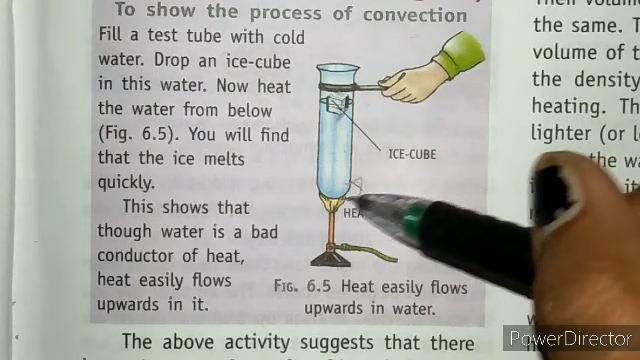 To show the process of convection
Fill a test tube with cold
water. Drop an ice-cube
in this water. Now heat
the water from below
(Fig. 6.5). You will find
that the ice melts
quickly.
This shows that
though water is a bad
conductor of heat,
heat easily flows
upwards in it.
ICE-CUBE
FIG. 6.5 Heat easily flows
upwards in water.
The above activity suggests that there
the same.
volume of t
the density
heating. Th
lighter (or
the
PowerDirector